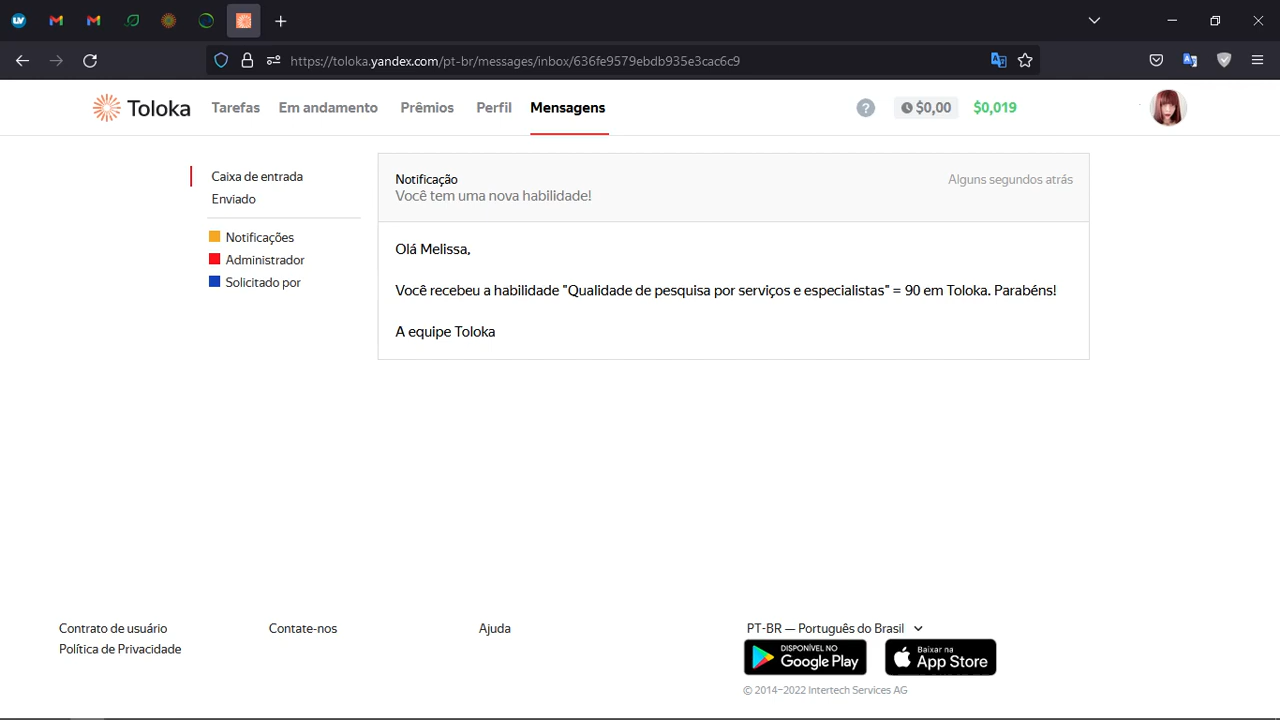 https://toloka.yandex.com/pt-br/messages/inbox/636fe9579ebdb935e3cac6c9
Toloka Tarefas Em andamento Prêmios Perfil Mensagens ? $0,00 $0,019
Caixa de entrada
Enviado
Notificações
Administrador
Solicitado por
Notificação Alguns segundos atrás
Você tem uma nova habilidade!
Olá Melissa,
Você recebeu a habilidade "Qualidade de pesquisa por serviços e especialistas" = 90 em Toloka. Parabéns!
A equipe Toloka
Contrato de usuário Contate-nos Ajuda PT-BR — Português do Brasil
Política de Privacidade
DISPONÍVEL NO
Google Play
Baixar na
App Store
© 2014–2022 Intertech Services AG